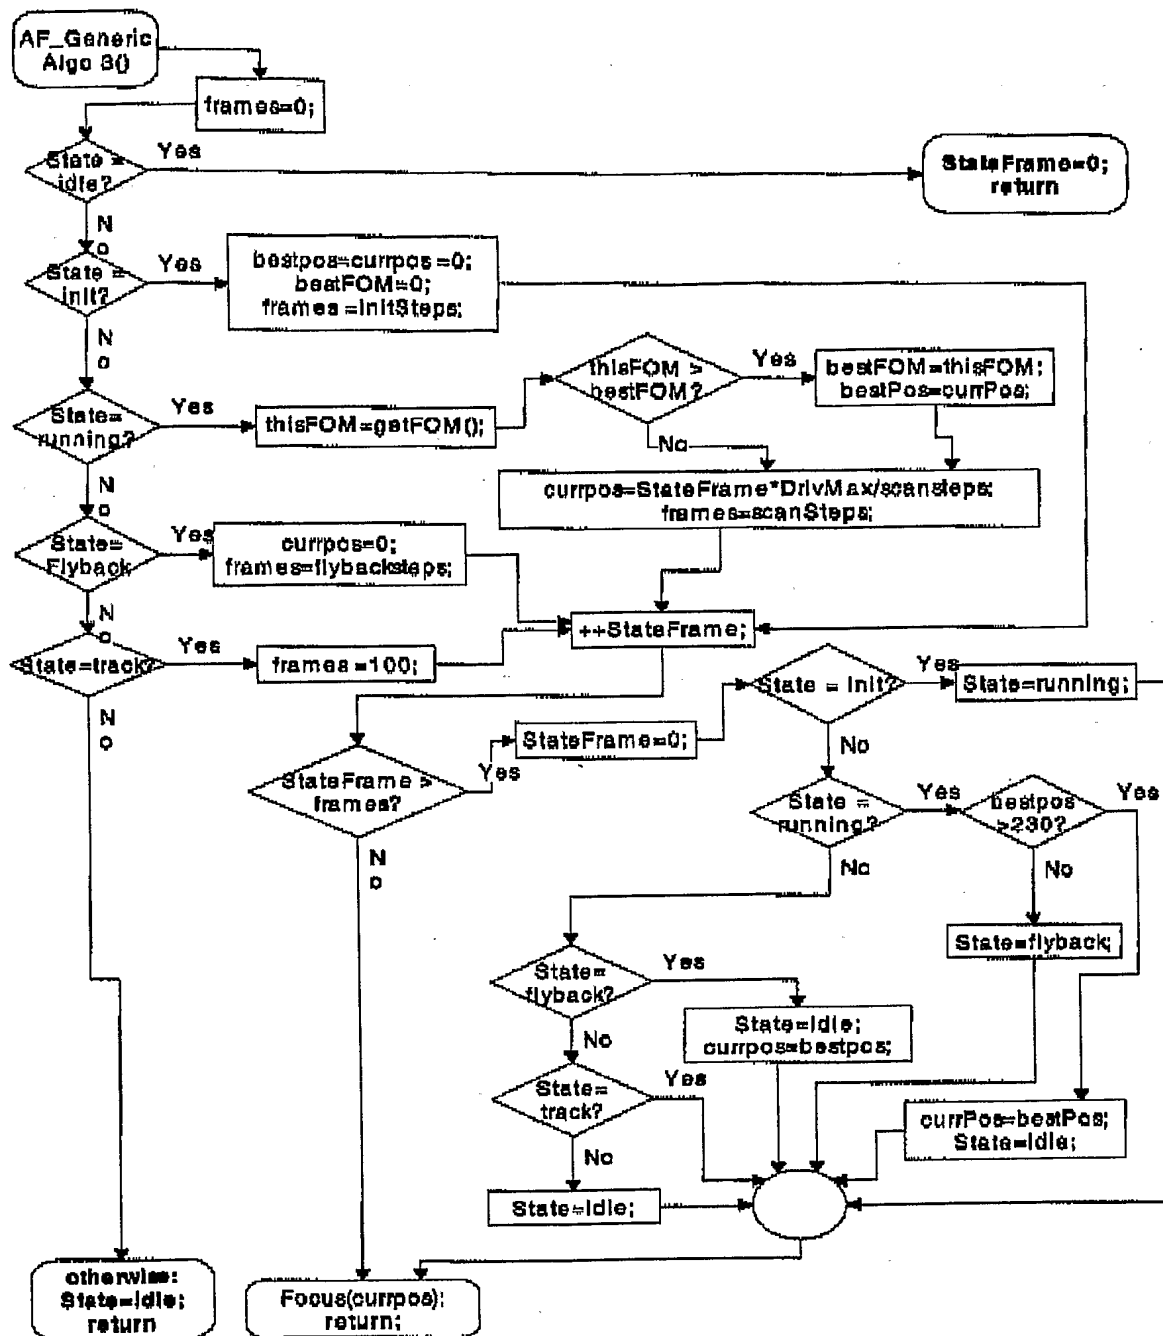 AF_Generic
Algo 3()
frames=0;
State =
idle?
Yes
StateFrame=0;
return
N
o
State =
init?
Yes
bestpos=currpos=0;
bestFOM=0;
frames=initSteps;
N
o
State=
running?
Yes
thisFOM=getFOM();
thisFOM >
bestFOM?
Yes
bestFOM=thisFOM;
bestPos=currPos;
No
currpos=StateFrame*DrivMax/scansteps;
frames=scanSteps;
N
o
State=
Flyback
Yes
currpos=0;
frames=flybacksteps;
++StateFrame;
N
o
State=track?
Yes
frames=100;
N
o
State = init?
Yes
State=running;
StateFrame=0;
No
StateFrame >
frames?
Yes
State =
running?
Yes
bestpos
>230?
Yes
N
o
No
No
State=flyback;
State=
flyback?
Yes
State=Idle;
currpos=bestpos;
No
State=
track?
Yes
currPos=bestPos;
State=Idle;
No
State=Idle;
otherwise:
State=Idle;
return
Focus(currpos);
return;